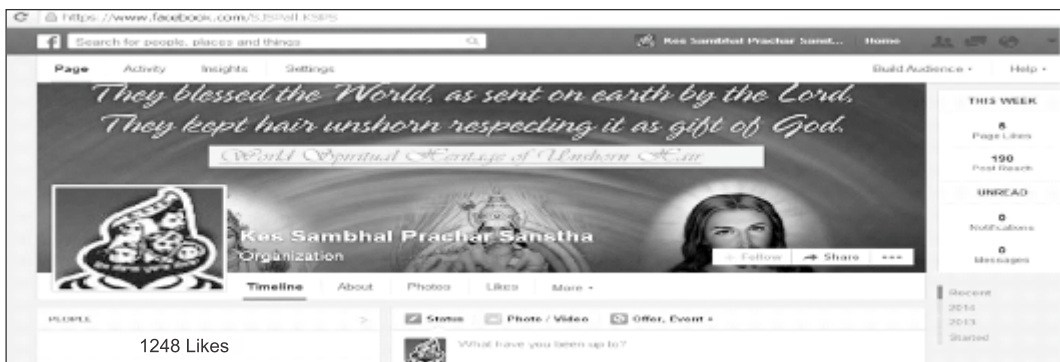 https://www.facebook.com/SJSPall.KSPS
Search for people, places and things
Kes Sambhal Prachar Sanst... Home
Page Activity Insights Settings Build Audience Help
They blessed the World, as sent on earth by the Lord,
They kept hair unshorn respecting it as gift of God.
World Spiritual Heritage of Unshorn Hair
THIS WEEK
8
Page Likes
190
Post Reach
UNREAD
0
Notifications
0
Messages
Kes Sambhal Prachar Sanstha
Organization
Follow Share
Timeline About Photos Likes More
Recent
2014
2013
Started
PEOPLE
1248 Likes
Status Photo / Video Offer, Event +
What have you been up to?